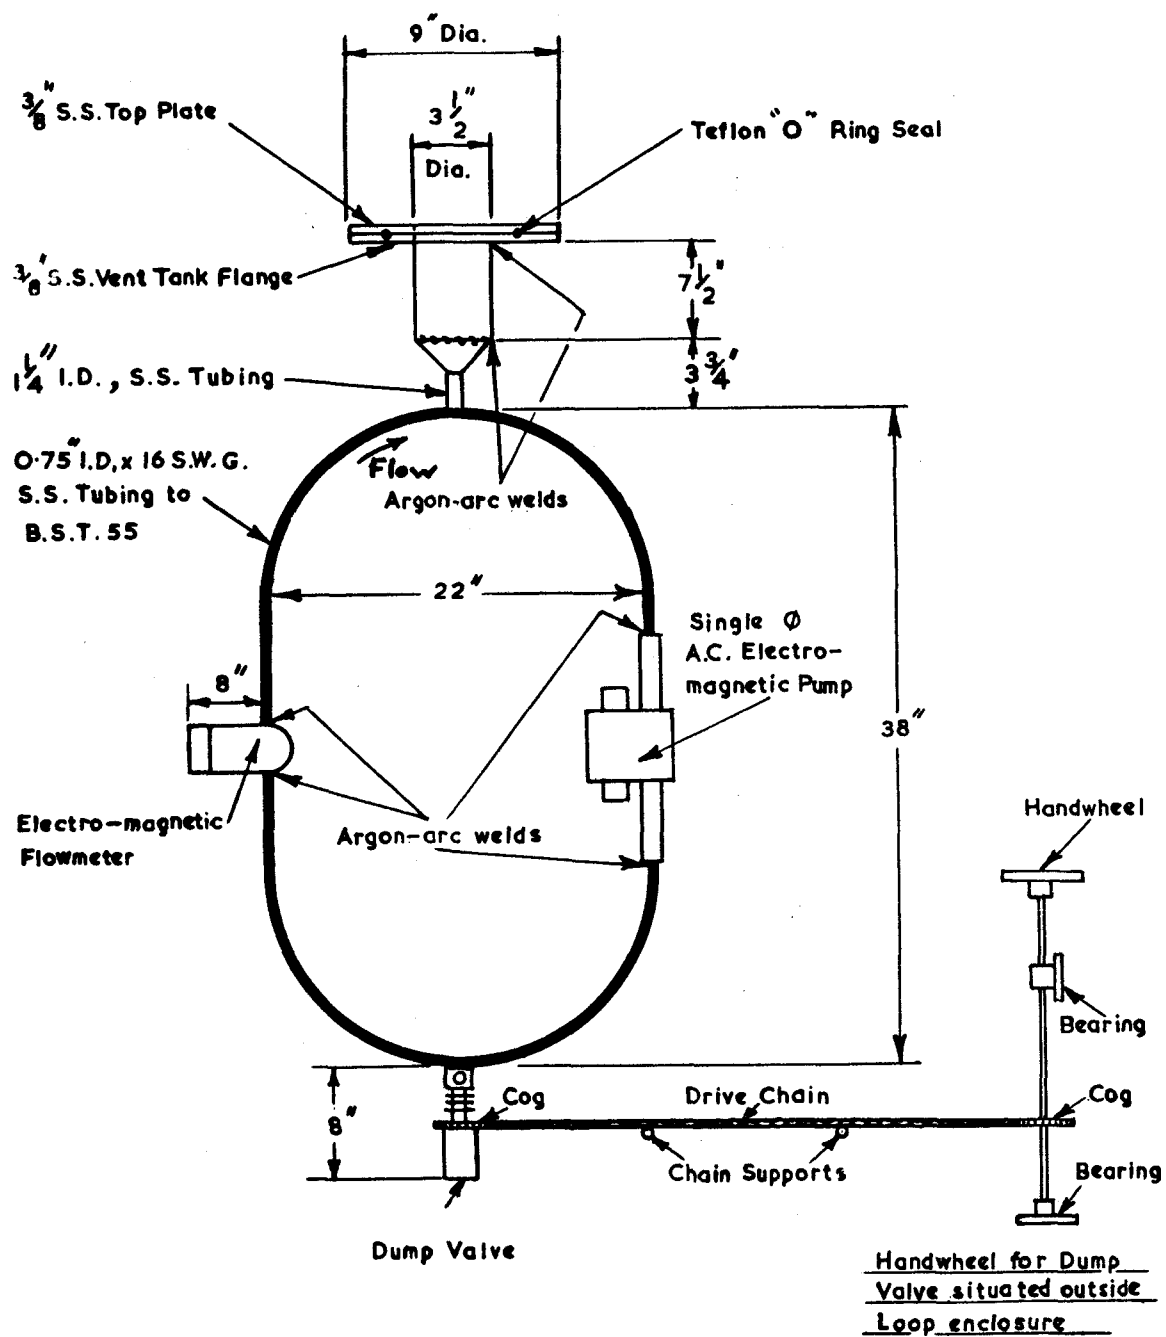 9" Dia.
3/8" S.S. Top Plate
3 1/2"
Dia.
Teflon "O" Ring Seal
3/8" S.S. Vent Tank Flange
7 1/2"
1 1/4" I.D., S.S. Tubing
3 3/4"
0.75" I.D, x 16 S.W.G.
S.S. Tubing to
B.S.T. 55
Flow
Argon-arc welds
22"
Single Ø
A.C. Electro-
magnetic Pump
8"
38"
Electro-magnetic
Flowmeter
Argon-arc welds
Handwheel
Bearing
8"
Cog
Drive Chain
Cog
Chain Supports
Bearing
Dump Valve
Handwheel for Dump
Valve situated outside
Loop enclosure